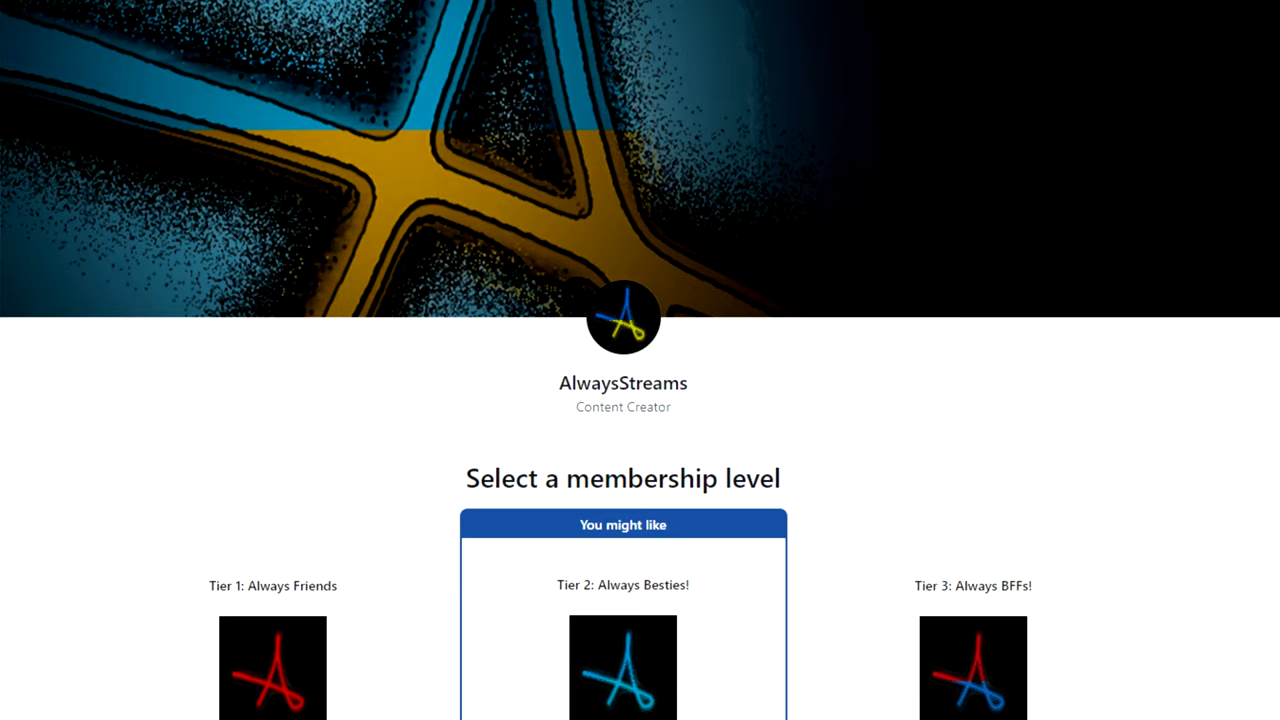 AlwaysStreams
Content Creator
Select a membership level
You might like
Tier 1: Always Friends
Tier 2: Always Besties!
Tier 3: Always BFFs!